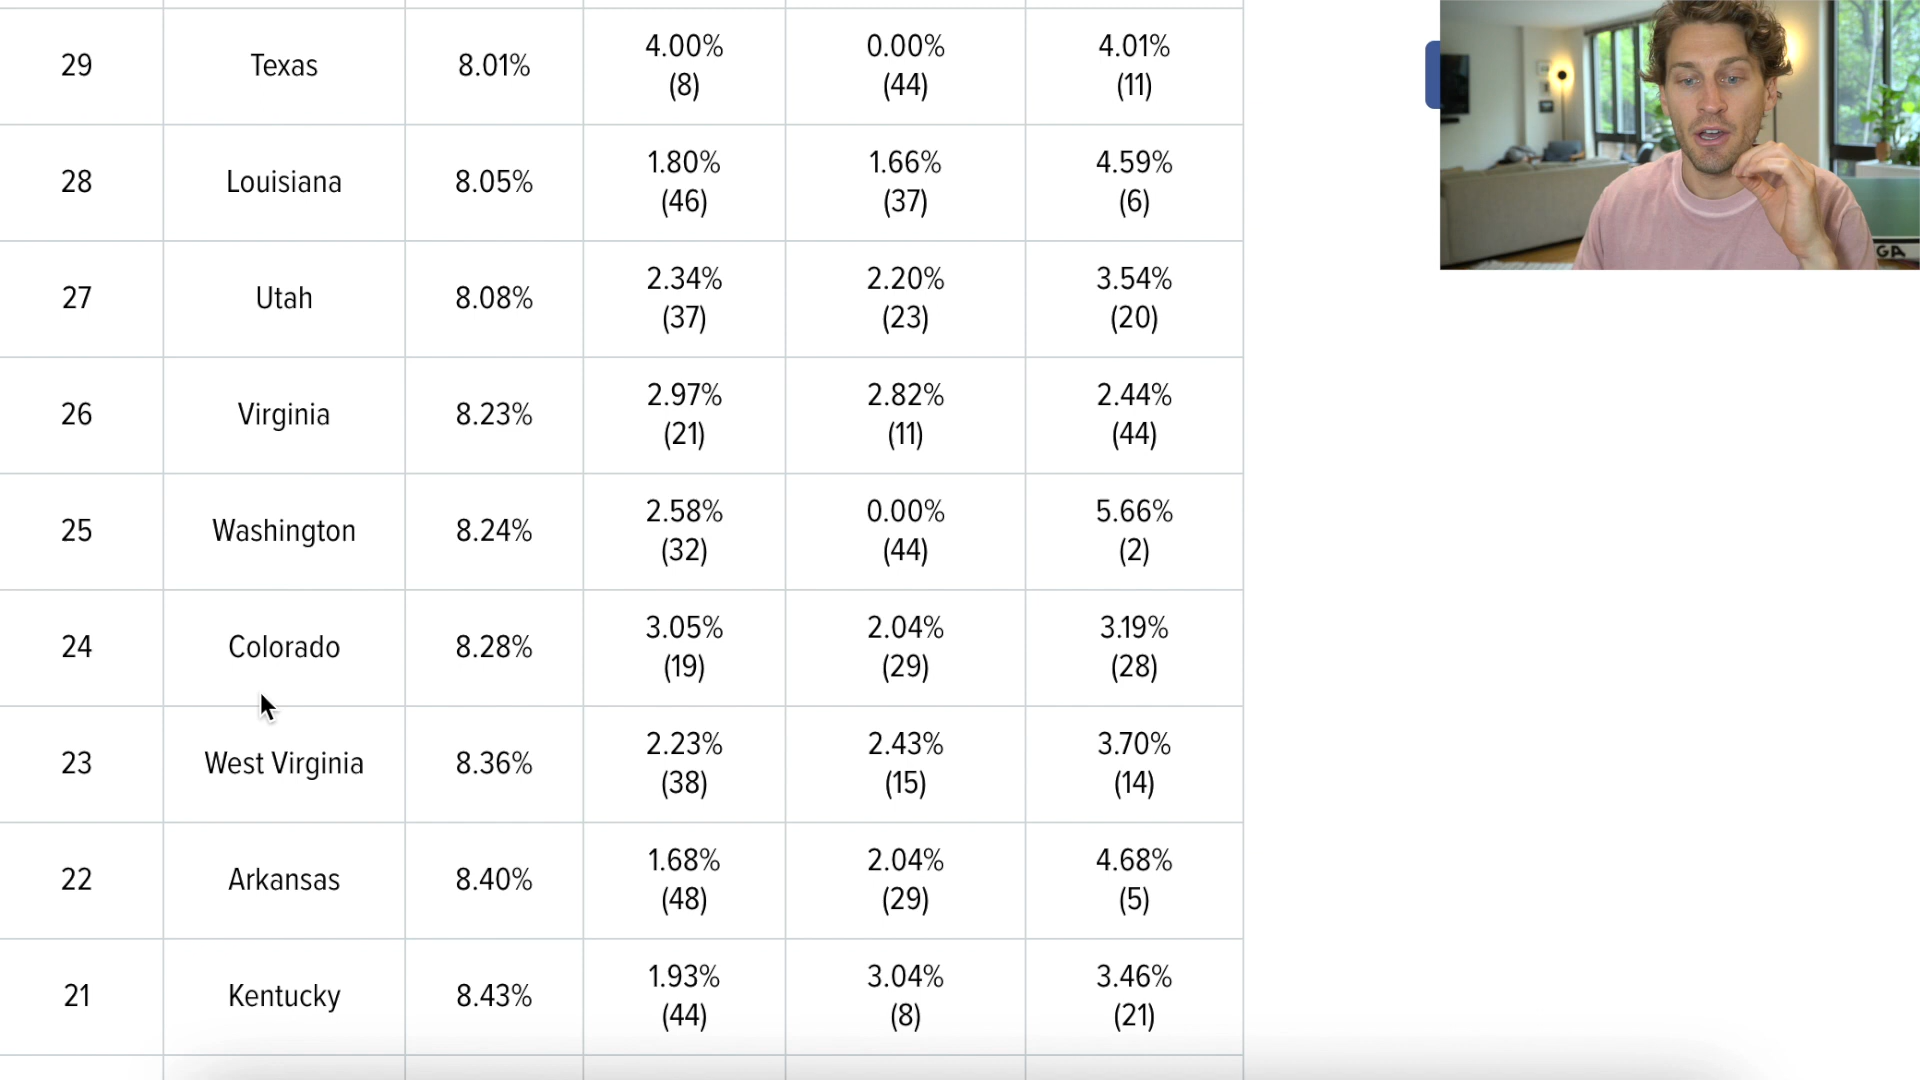 29 Texas 8.01% 4.00% 0.00% 4.01%
(8) (44) (11)
28 Louisiana 8.05% 1.80% 1.66% 4.59%
(46) (37) (6)
27 Utah 8.08% 2.34% 2.20% 3.54%
(37) (23) (20)
26 Virginia 8.23% 2.97% 2.82% 2.44%
(21) (11) (44)
25 Washington 8.24% 2.58% 0.00% 5.66%
(32) (44) (2)
24 Colorado 8.28% 3.05% 2.04% 3.19%
(19) (29) (28)
23 West Virginia 8.36% 2.23% 2.43% 3.70%
(38) (15) (14)
22 Arkansas 8.40% 1.68% 2.04% 4.68%
(48) (29) (5)
21 Kentucky 8.43% 1.93% 3.04% 3.46%
(44) (8) (21)
GA